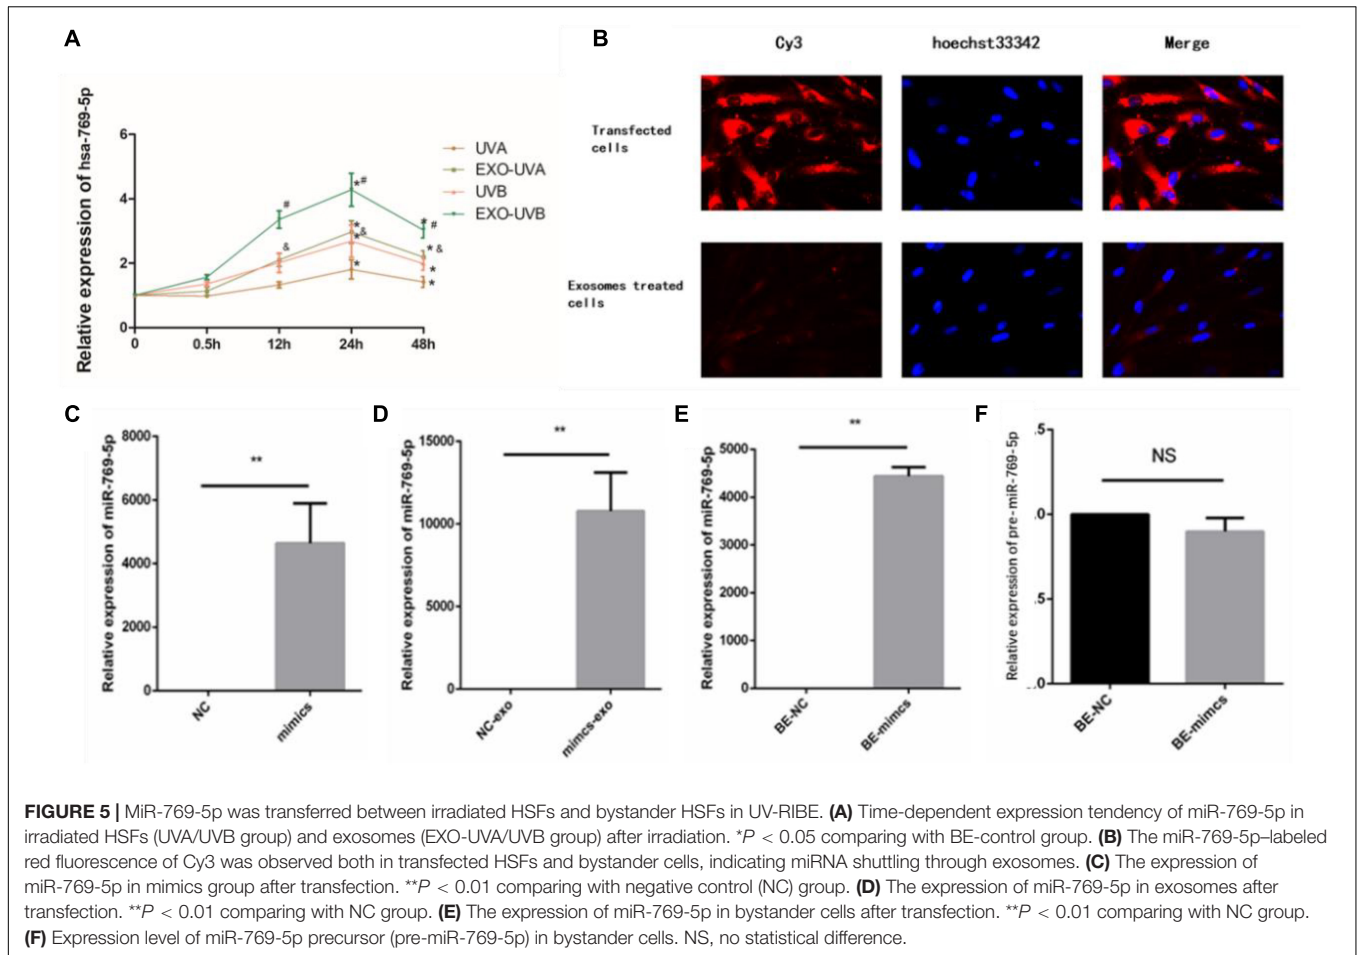 A
Relative expression of hsa-769-5p
6
4
2
0
0 0.5h 12h 24h 48h
#
&
*#
*&
*
*
* #
* &
*
*
UVA
EXO-UVA
UVB
EXO-UVB
B
Cy3 hoechst33342 Merge
Transfected
cells
Exosomes treated
cells
C
Relative expression of miR-769-5p
8000
6000
4000
2000
0
**
NC mimics
D
Relative expression of miR-769-5p
15000
10000
5000
0
**
NC-exo mimcs-exo
E
Relative expression of miR-769-5p
5000
4000
3000
2000
1000
0
**
BE-NC BE-mimcs
F
Relative expression of pre-miR-769-5p
.5
.0
.5
.0
NS
BE-NC BE-mimcs
FIGURE 5 | MiR-769-5p was transferred between irradiated HSFs and bystander HSFs in UV-RIBE. (A) Time-dependent expression tendency of miR-769-5p in
irradiated HSFs (UVA/UVB group) and exosomes (EXO-UVA/UVB group) after irradiation. *P < 0.05 comparing with BE-control group. (B) The miR-769-5p–labeled
red fluorescence of Cy3 was observed both in transfected HSFs and bystander cells, indicating miRNA shuttling through exosomes. (C) The expression of
miR-769-5p in mimics group after transfection. **P < 0.01 comparing with negative control (NC) group. (D) The expression of miR-769-5p in exosomes after
transfection. **P < 0.01 comparing with NC group. (E) The expression of miR-769-5p in bystander cells after transfection. **P < 0.01 comparing with NC group.
(F) Expression level of miR-769-5p precursor (pre-miR-769-5p) in bystander cells. NS, no statistical difference.